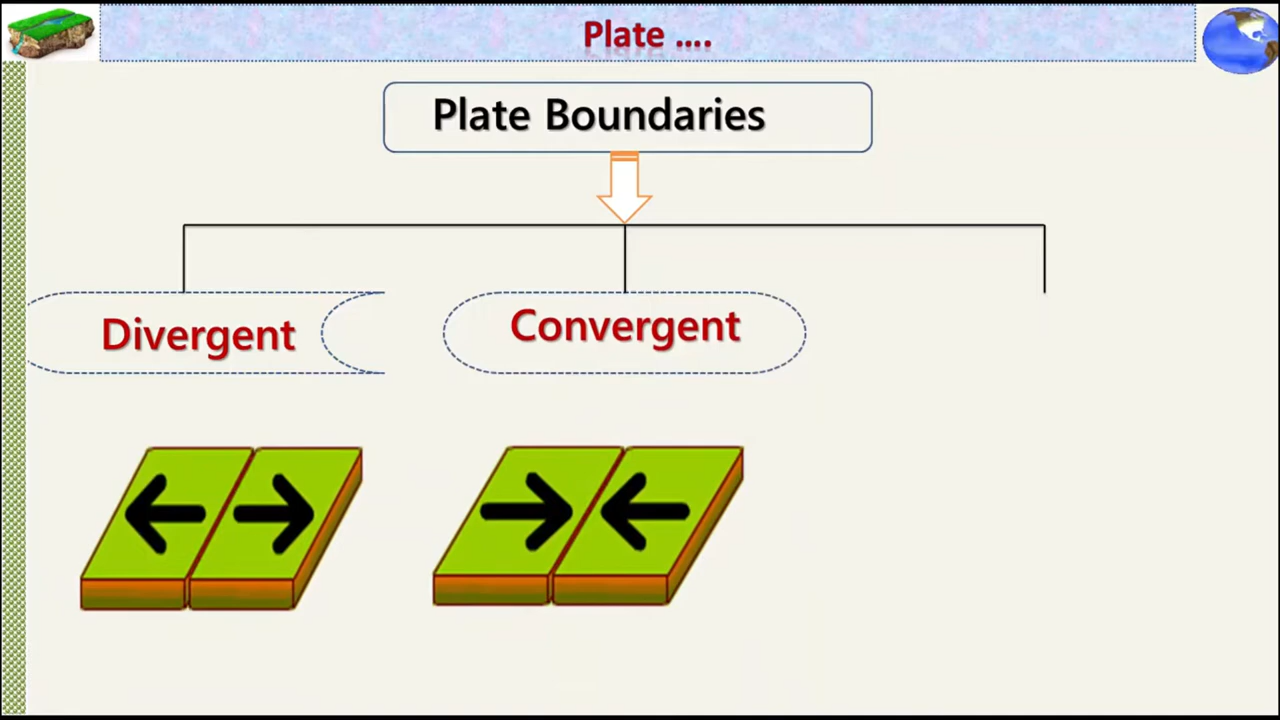 Plate ....
Plate Boundaries
Divergent
Convergent